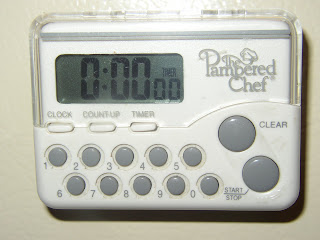 0:00 00
TIMER
The
Pampered
Chef
CLOCK COUNT-UP TIMER
CLEAR
1 2 3 4 5
6 7 8 9 0
START/
STOP